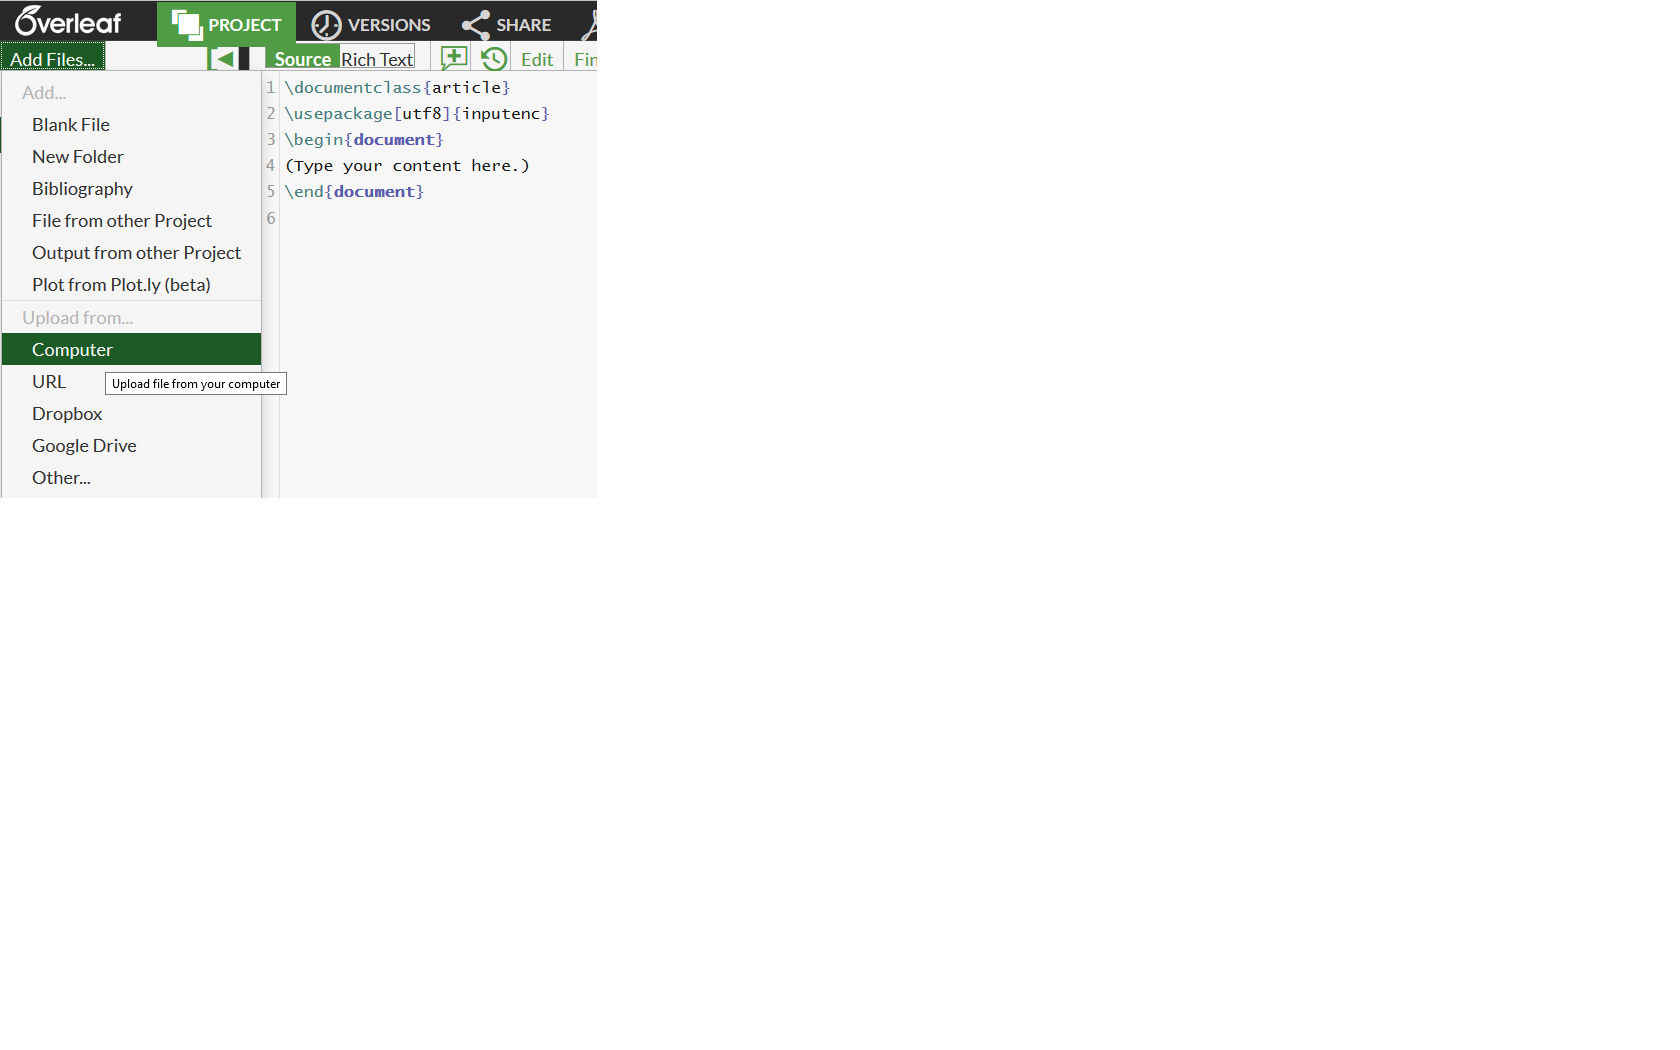 Overleaf PROJECT VERSIONS SHARE
Add Files... Source Rich Text Edit
Add...
Blank File
New Folder
Bibliography
File from other Project
Output from other Project
Plot from Plot.ly (beta)
Upload from...
Computer
URL
Upload file from your computer
Dropbox
Google Drive
Other...
1 \documentclass{article}
2 \usepackage[utf8]{inputenc}
3 \begin{document}
4 (Type your content here.)
5 \end{document}
6